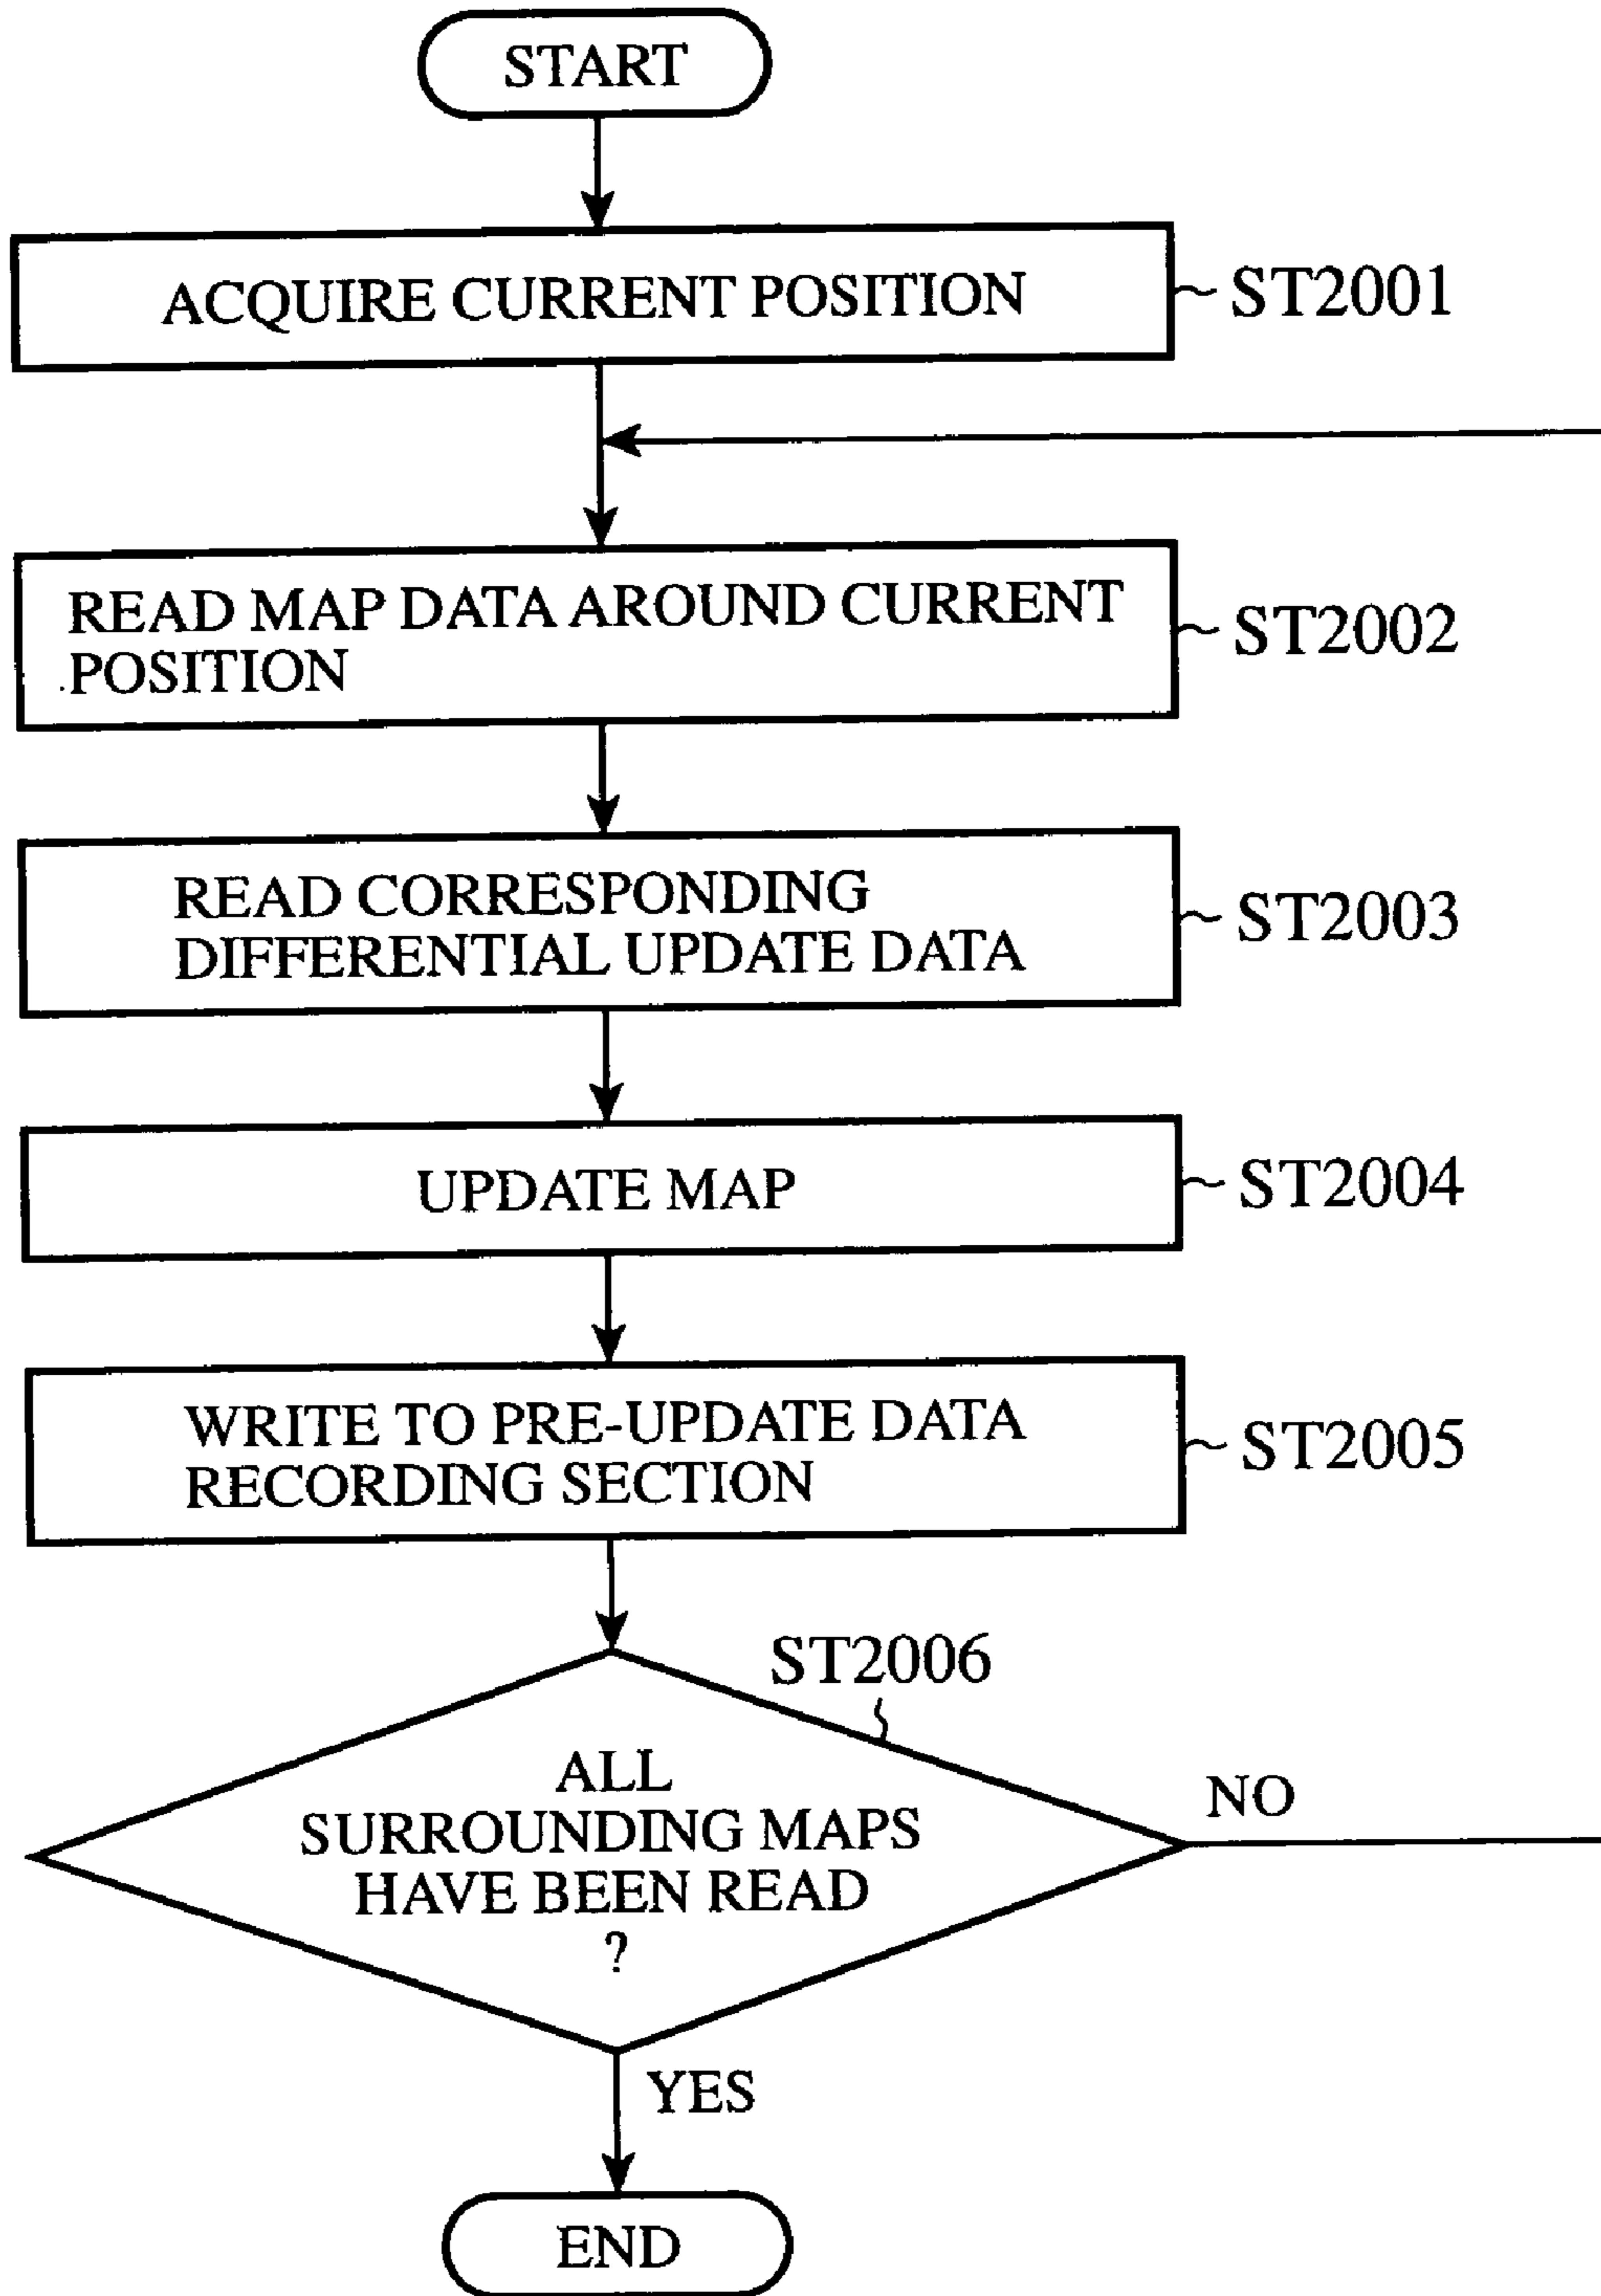 START
ACQUIRE CURRENT POSITION
ST2001
READ MAP DATA AROUND CURRENT
POSITION
ST2002
READ CORRESPONDING
DIFFERENTIAL UPDATE DATA
ST2003
UPDATE MAP
ST2004
WRITE TO PRE-UPDATE DATA
RECORDING SECTION
ST2005
ST2006
ALL
SURROUNDING MAPS
HAVE BEEN READ
?
NO
YES
END